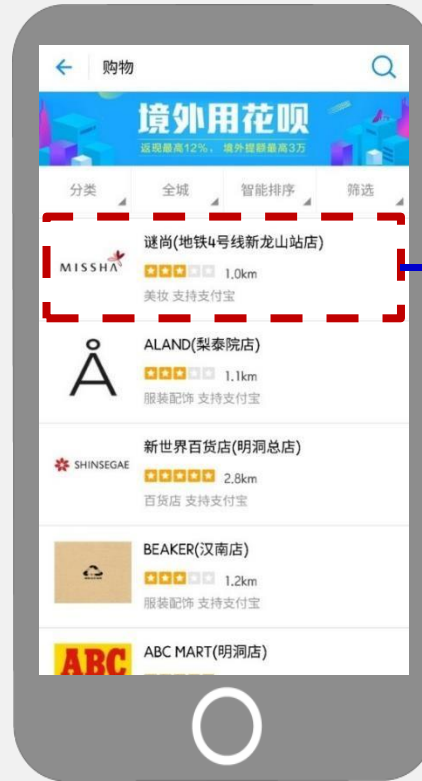 购物
境外用花呗
返现最高12%，境外提额最高3万
分类 全城 智能排序 筛选
MISSHA
谜尚(地铁4号线新龙山站店)
1.0km
美妆 支持支付宝
Å
ALAND(梨泰院店)
1.1km
服装配饰 支持支付宝
SHINSEGAE
新世界百货店(明洞总店)
2.8km
百货店 支持支付宝
BEAKER(汉南店)
1.2km
服装配饰 支持支付宝
ABC
ABC MART(明洞店)